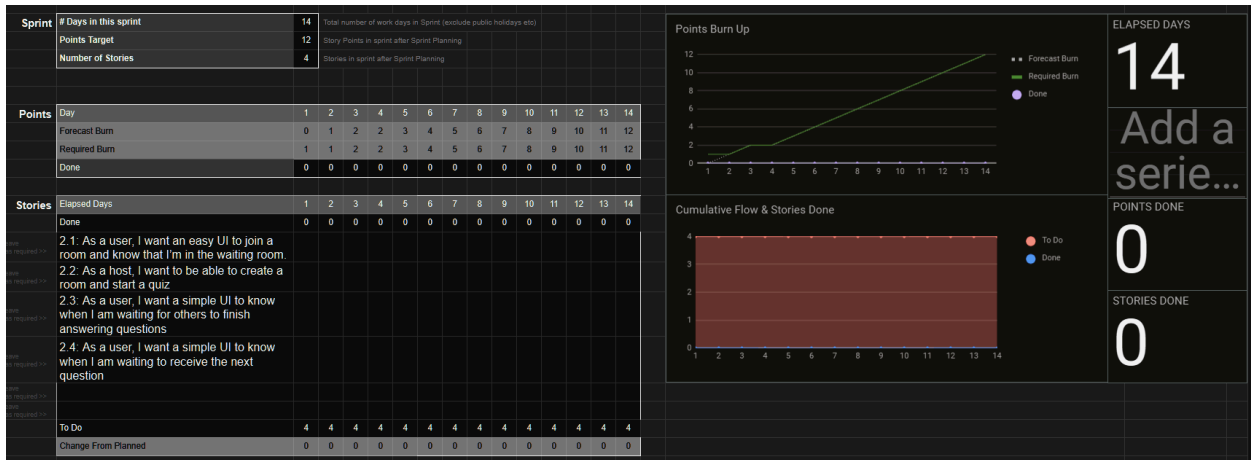 Sprint # Days in this sprint 14 Total number of work days in Sprint (exclude public holidays etc)
Points Target 12 Story Points in sprint after Sprint Planning
Number of Stories 4 Stories in sprint after Sprint Planning
Points Day 1 2 3 4 5 6 7 8 9 10 11 12 13 14
Forecast Burn 0 1 2 2 3 4 5 6 7 8 9 10 11 12
Required Burn 1 1 2 2 3 4 5 6 7 8 9 10 11 12
Done 0 0 0 0 0 0 0 0 0 0 0 0 0 0
Stories Elapsed Days 1 2 3 4 5 6 7 8 9 10 11 12 13 14
Done 0 0 0 0 0 0 0 0 0 0 0 0 0 0
2.1: As a user, I want an easy UI to join a
room and know that I'm in the waiting room.
2.2: As a host, I want to be able to create a
room and start a quiz
2.3: As a user, I want a simple UI to know
when I am waiting for others to finish
answering questions
2.4: As a user, I want a simple UI to know
when I am waiting to receive the next
question
To Do 4 4 4 4 4 4 4 4 4 4 4 4 4 4
Change From Planned 0 0 0 0 0 0 0 0 0 0 0 0 0 0
Points Burn Up
12
10
8
6
4
2
0
1 2 3 4 5 6 7 8 9 10 11 12 13 14
Forecast Burn
Required Burn
Done
Cumulative Flow & Stories Done
4
3
2
1
0
1 2 3 4 5 6 7 8 9 10 11 12 13 14
To Do
Done
ELAPSED DAYS
14
Add a
serie...
POINTS DONE
0
STORIES DONE
0